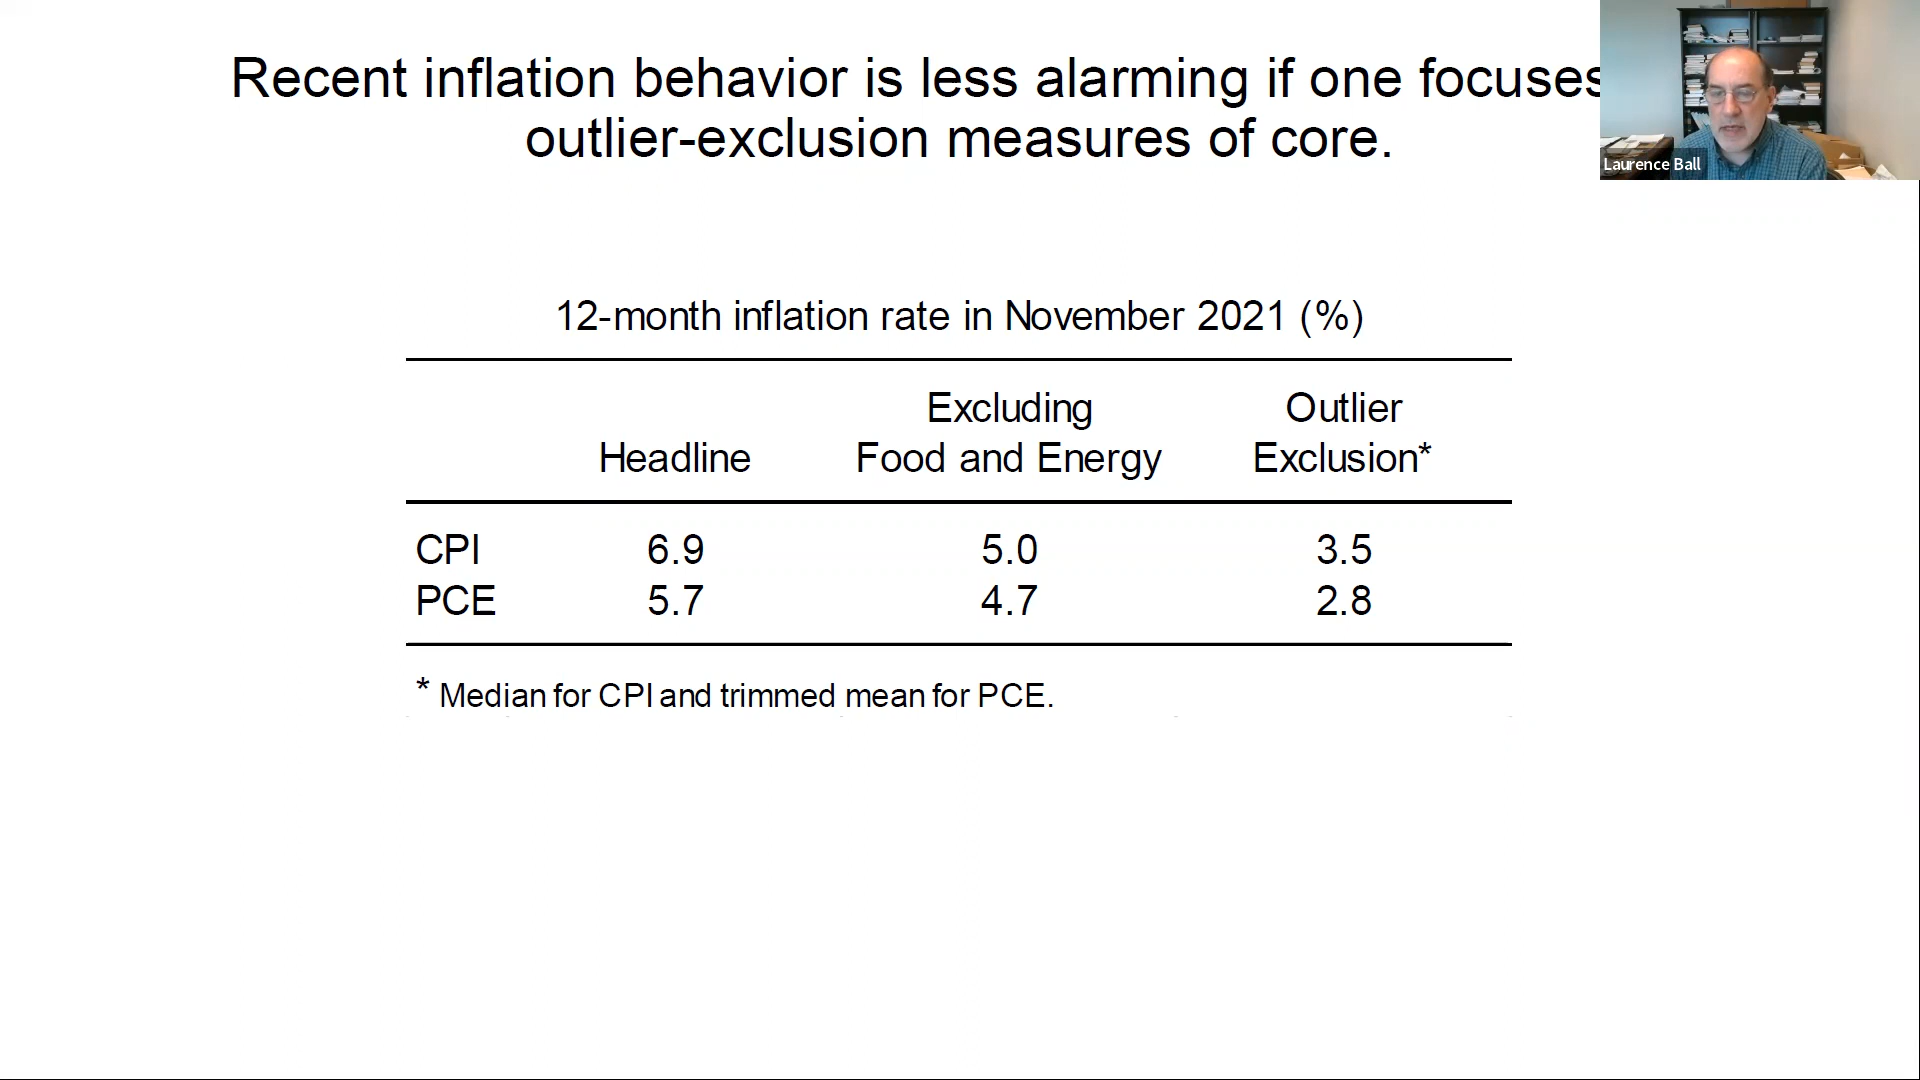 Recent inflation behavior is less alarming if one focuses
outlier-exclusion measures of core.
Laurence Ball
12-month inflation rate in November 2021 (%)
Headline Excluding Food and Energy Outlier Exclusion*
CPI 6.9 5.0 3.5
PCE 5.7 4.7 2.8
* Median for CPI and trimmed mean for PCE.